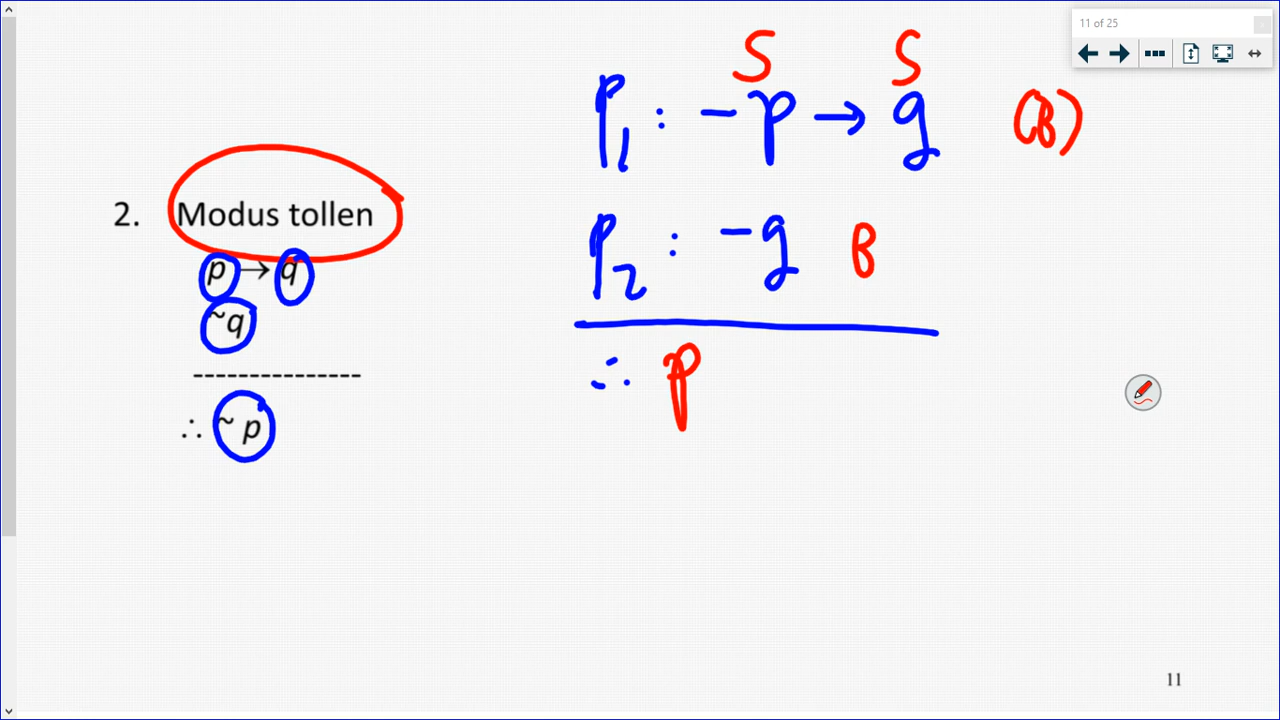 11 of 25
S S
P1 : -p → q (B)
2. Modus tollen
P2 : -q B
p → q
~q
---------------
∴ p
∴ ~ p
11